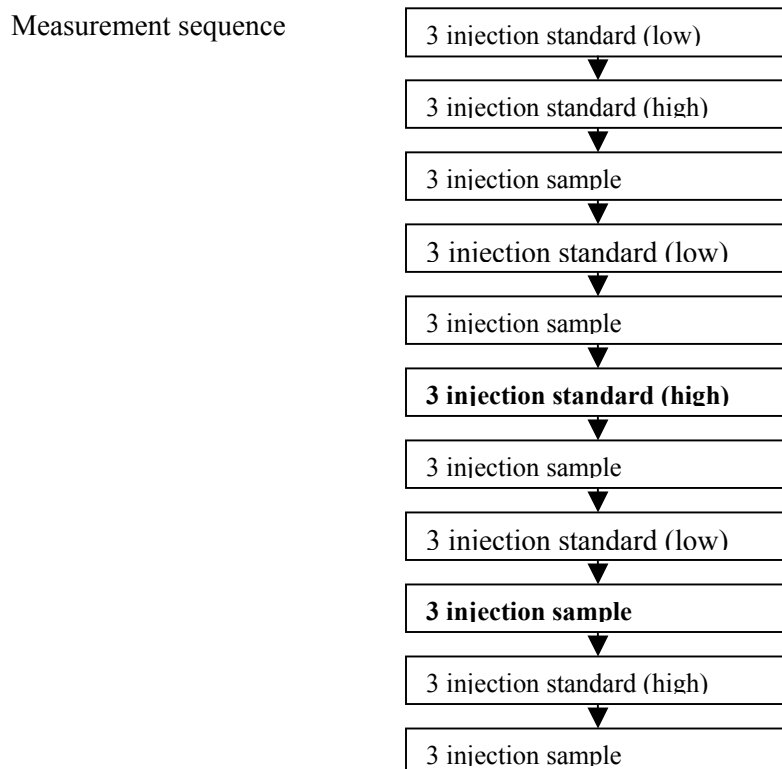 Measurement sequence
3 injection standard (low)
3 injection standard (high)
3 injection sample
3 injection standard (low)
3 injection sample
3 injection standard (high)
3 injection sample
3 injection standard (low)
3 injection sample
3 injection standard (high)
3 injection sample